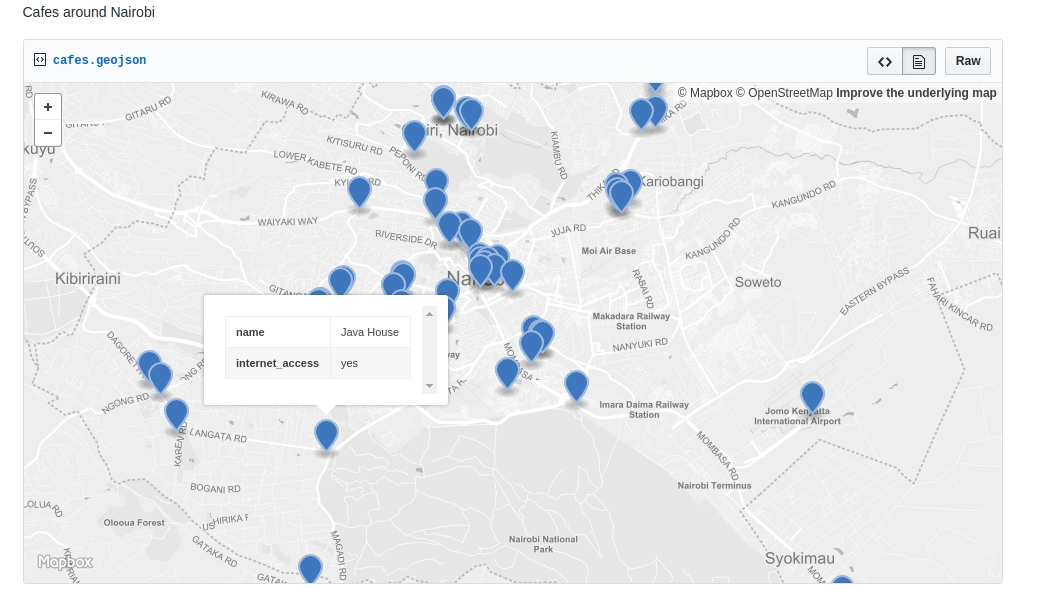 Cafes around Nairobi
cafes.geojson
Raw
© Mapbox © OpenStreetMap Improve the underlying map
+
−
GITARU RD
KIRAWA RD
iri, Nairobi
KITISURU RD
PEPONI RD
KIAMBU RD
LOWER KABETE RD
Kariobangi
KANGUNDO RD
BYPASS
WAIYAKI WAY
RIVERSIDE DR
JUJA RD
Moi Air Base
KANGUNDO RD
Ruai
Kibiriraini
RABAI RD
Soweto
EASTERN BYPASS
FAHARI KINCAR RD
Makadara Railway
Station
NANYUKI RD
name Java House
internet_access yes
NGONG RD
KAREN RD
LANGATA RD
Imara Daima Railway
Station
Jomo Kenyatta
International Airport
MOMBASA RD
BOGANI RD
Nairobi Terminus
Olooua Forest
GATAKA RD
MAGADI RD
Nairobi National
Park
Syokimau
Mapbox